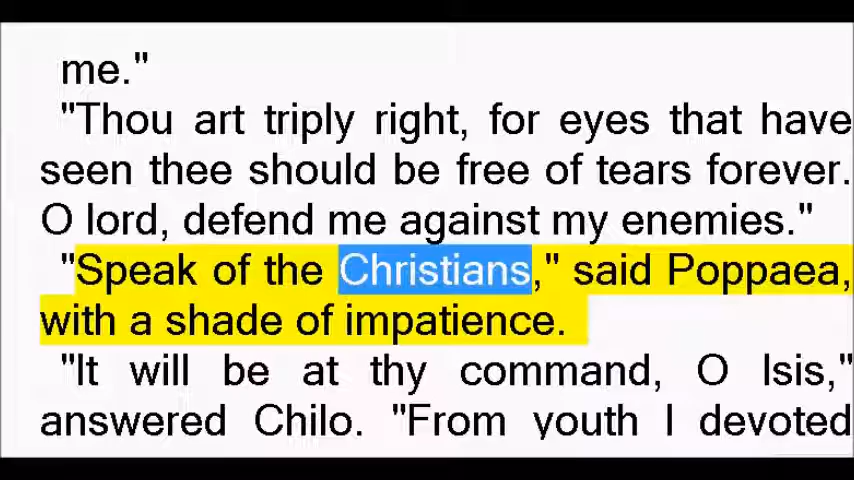 me."
"Thou art triply right, for eyes that have
seen thee should be free of tears forever.
O lord, defend me against my enemies."
"Speak of the Christians," said Poppaea,
with a shade of impatience.
"It will be at thy command, O Isis,"
answered Chilo. "From youth I devoted